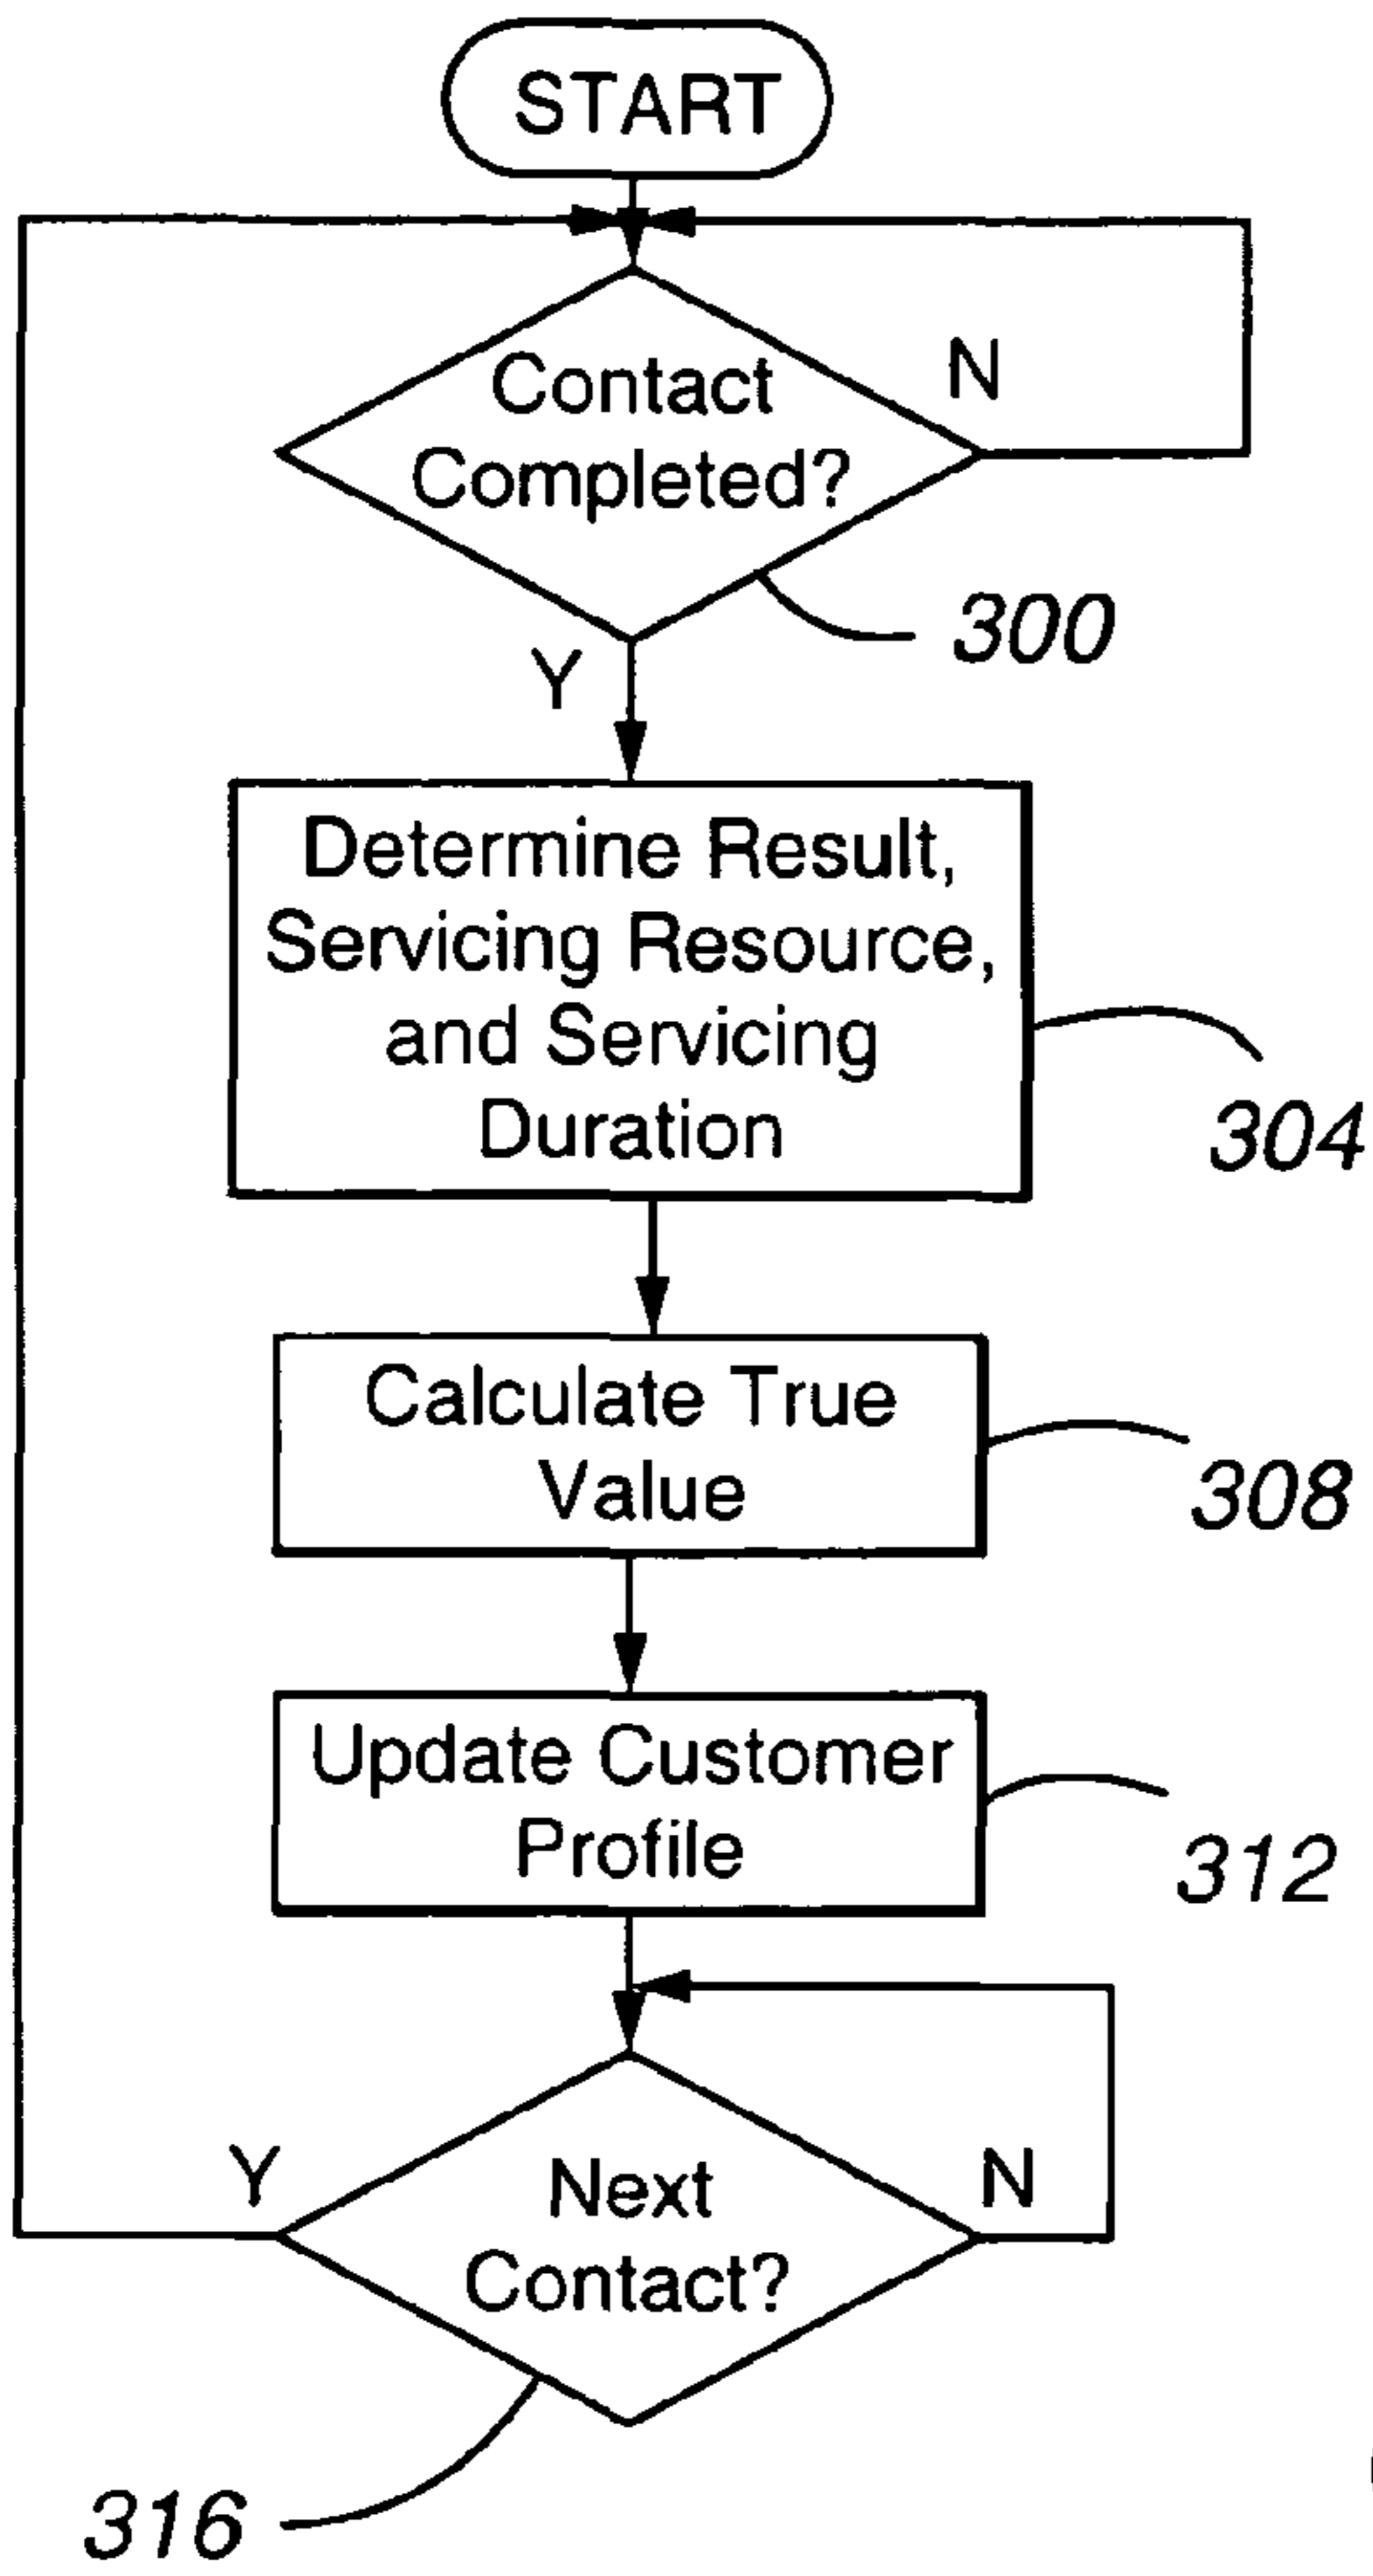 START
Contact
Completed?
N
300
Y
Determine Result,
Servicing Resource,
and Servicing
Duration
304
Calculate True
Value
308
Update Customer
Profile
312
Y
Next
Contact?
N
316